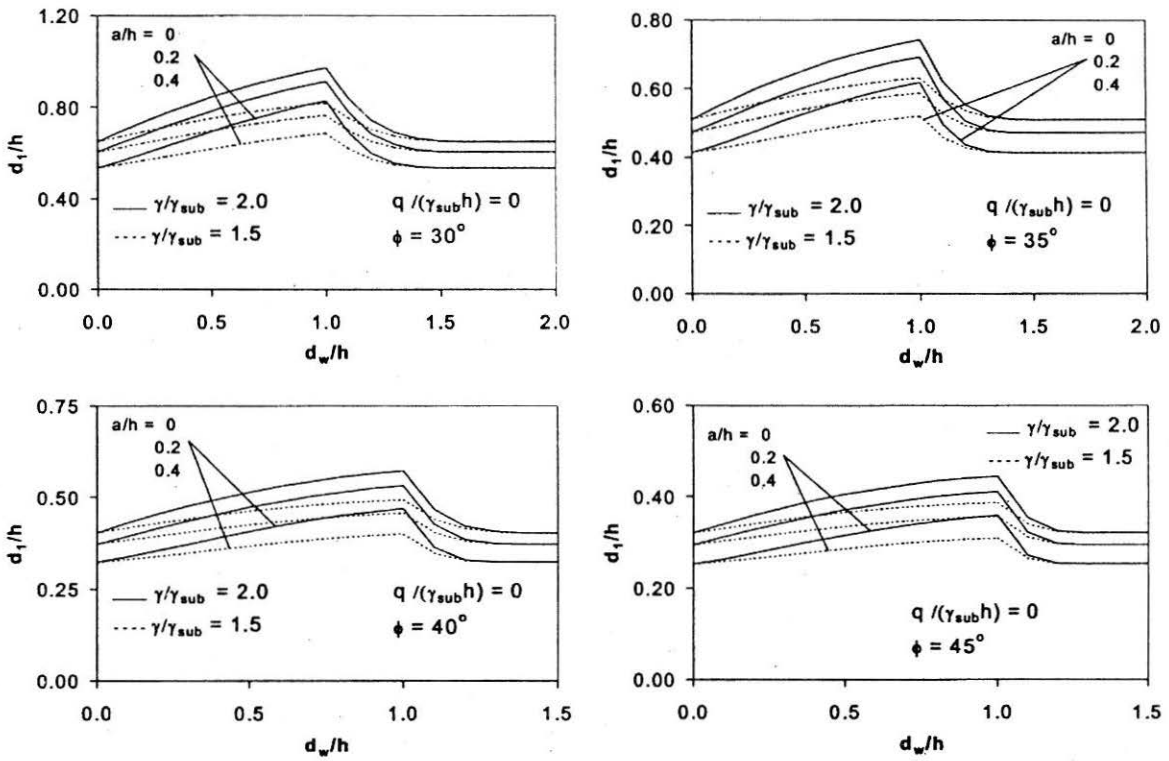 1.20
0.80
0.40
0.00
d₁/h
a/h = 0
0.2
0.4
γ/γsub = 2.0
γ/γsub = 1.5
q /(γsubh) = 0
ϕ = 30°
0.0 0.5 1.0 1.5 2.0
dw/h
0.80
0.60
0.40
0.20
0.00
d₁/h
a/h = 0
0.2
0.4
γ/γsub = 2.0
γ/γsub = 1.5
q /(γsubh) = 0
ϕ = 35°
0.0 0.5 1.0 1.5 2.0
dw/h
0.75
0.50
0.25
0.00
d₁/h
a/h = 0
0.2
0.4
γ/γsub = 2.0
γ/γsub = 1.5
q /(γsubh) = 0
ϕ = 40°
0.0 0.5 1.0 1.5
dw/h
0.60
0.40
0.20
0.00
d₁/h
a/h = 0
0.2
0.4
γ/γsub = 2.0
γ/γsub = 1.5
q /(γsubh) = 0
ϕ = 45°
0.0 0.5 1.0 1.5
dw/h